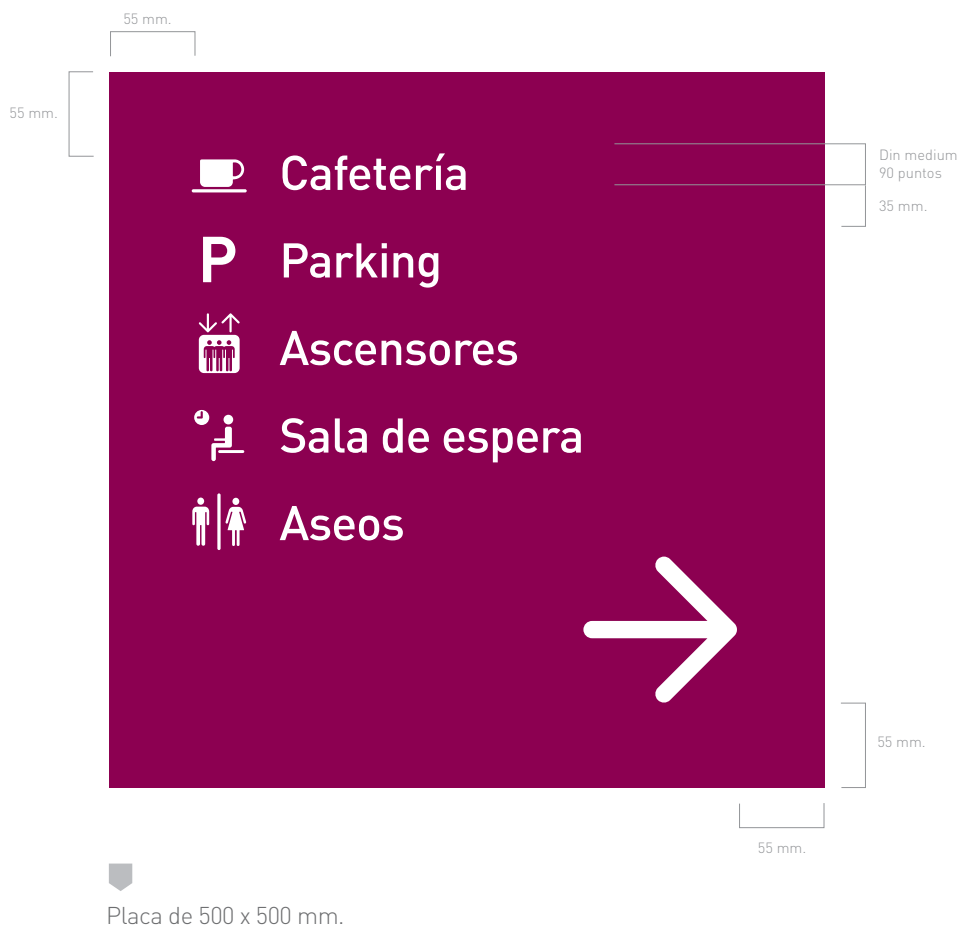 55 mm.
55 mm.
Cafetería
Din medium
90 puntos
35 mm.
P Parking
Ascensores
Sala de espera
Aseos
55 mm.
55 mm.
Placa de 500 x 500 mm.